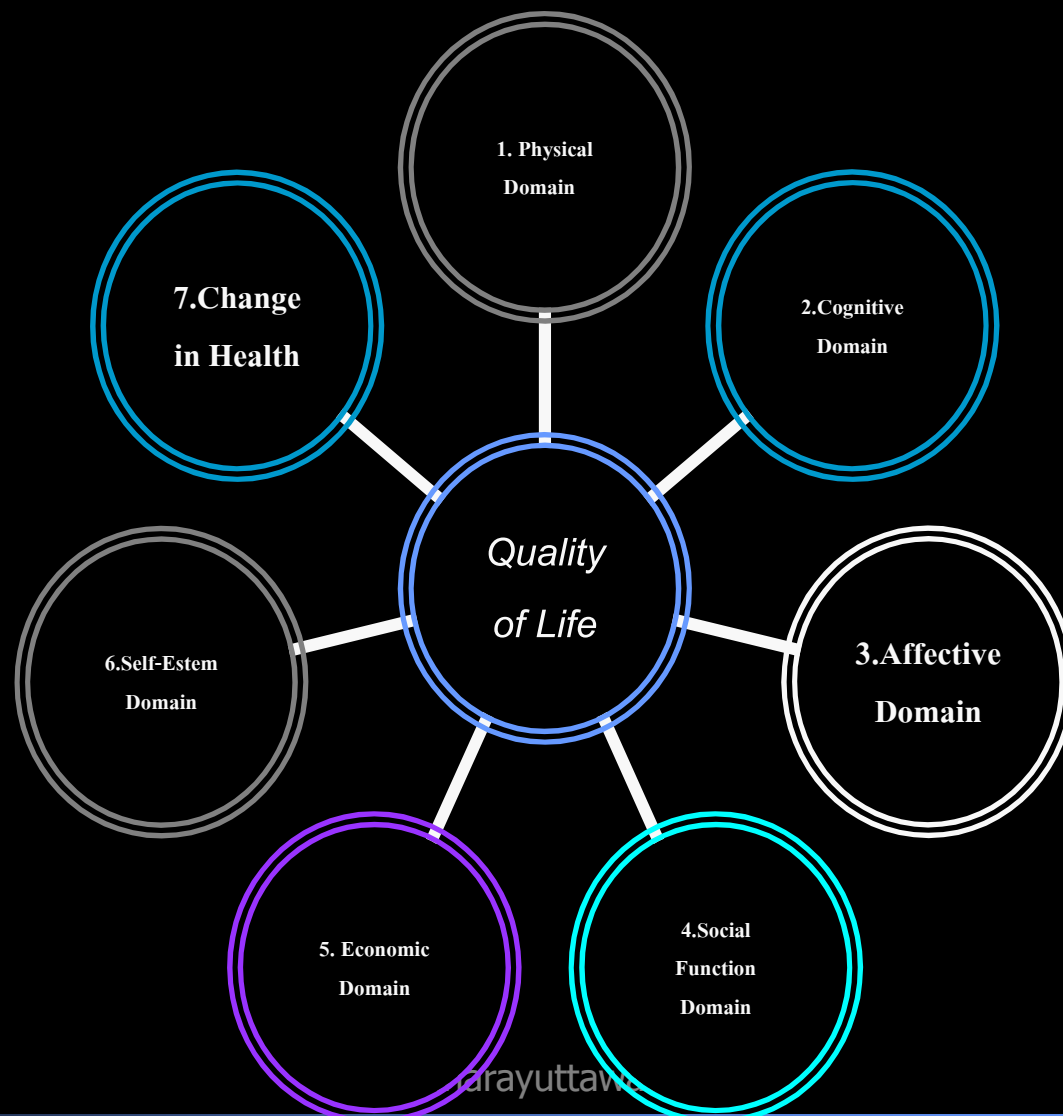 1. Physical
Domain
2.Cognitive
Domain
3.Affective
Domain
4.Social
Function
Domain
5. Economic
Domain
6.Self-Estem
Domain
7.Change
in Health
Quality
of Life